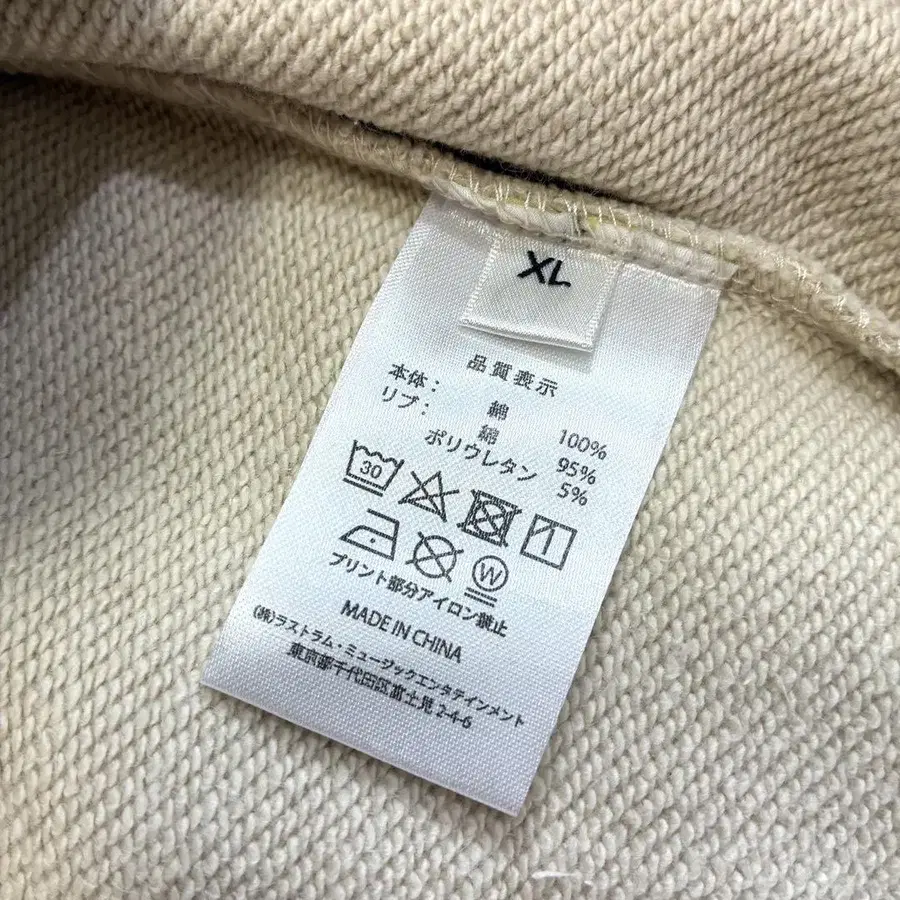 XL
品質表示
本体： 綿 100%
リブ： 綿 95%
ポリウレタン 5%
30
W
プリント部分アイロン禁止
MADE IN CHINA
(株)ラストラム・ミュージックエンタテインメント
東京都千代田区富士見2-4-6